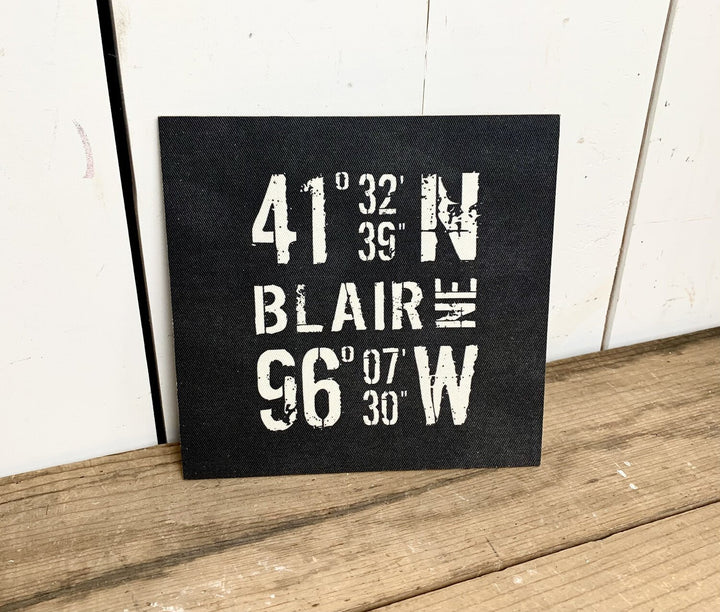 41° 32' 39" N
BLAIR NE
96° 07' 30" W